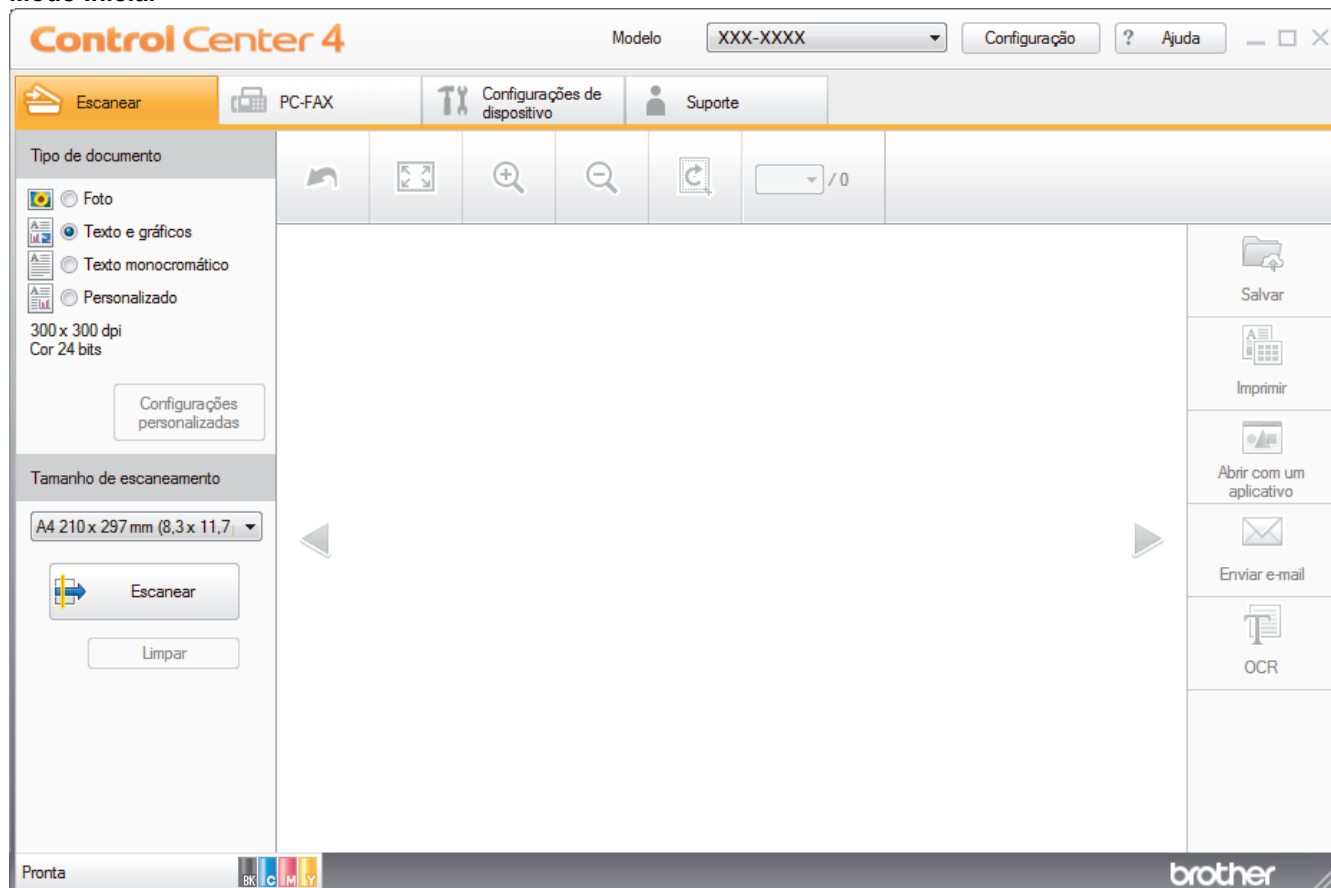 Control Center 4
Modelo
XXX-XXXX
Configuração
? Ajuda
Escanear
PC-FAX
Configurações de
dispositivo
Suporte
Tipo de documento
/ 0
Foto
Texto e gráficos
Texto monocromático
Personalizado
300 x 300 dpi
Cor 24 bits
Configurações
personalizadas
Tamanho de escaneamento
A4 210 x 297 mm (8,3 x 11,7
Escanear
Limpar
Salvar
Imprimir
Abrir com um
aplicativo
Enviar e-mail
OCR
Pronta
BK C M Y
brother